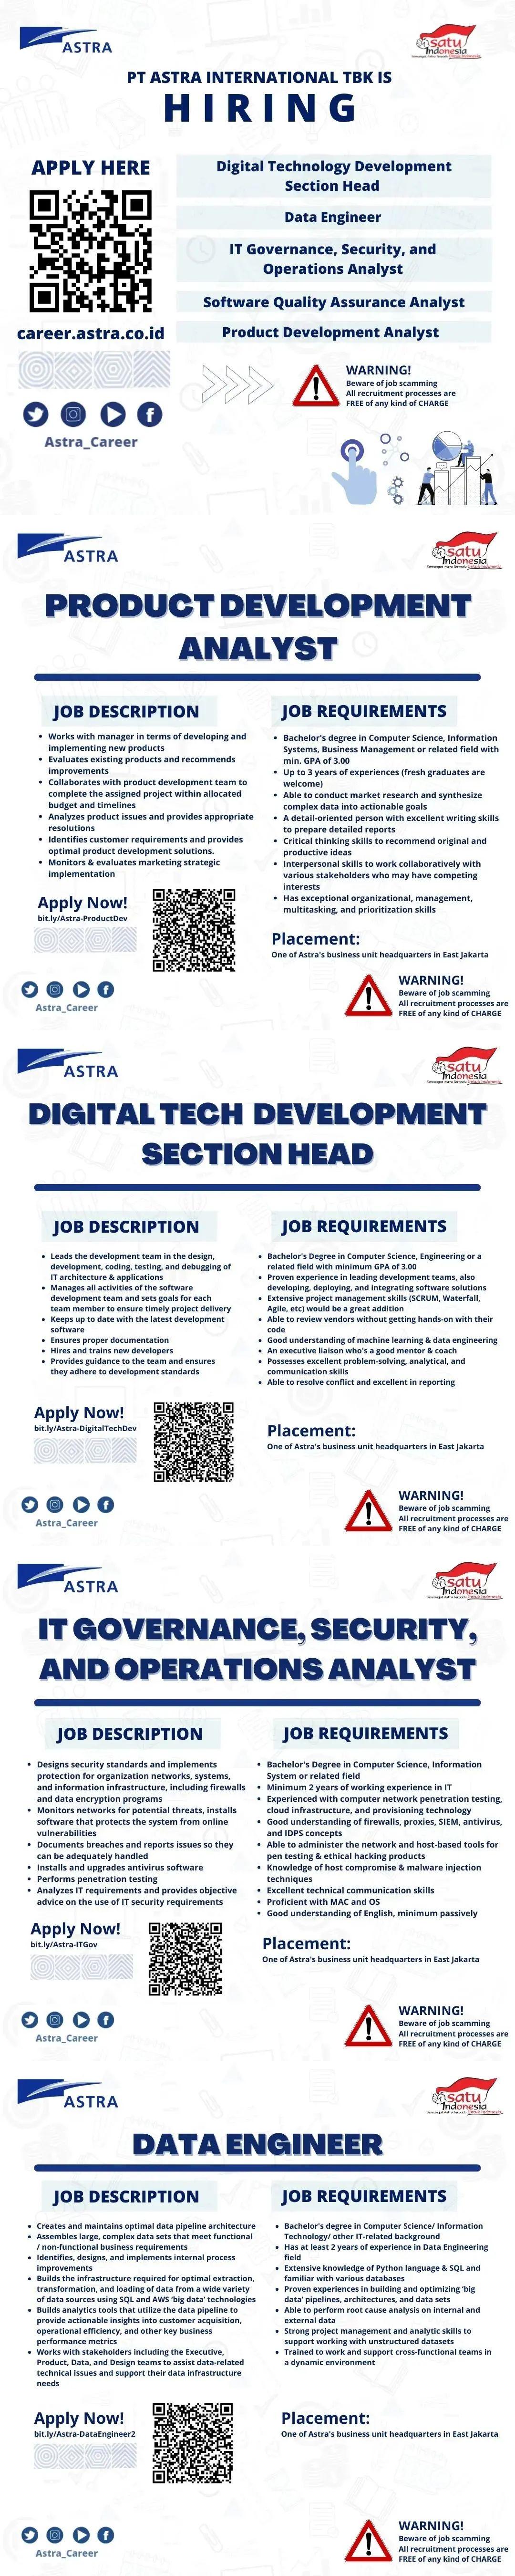 ASTRA
satu
Indonesia
PT ASTRA INTERNATIONAL TBK IS
HIRING
APPLY HERE
career.astra.co.id
Astra_Career
Digital Technology Development
Section Head
Data Engineer
IT Governance, Security, and
Operations Analyst
Software Quality Assurance Analyst
Product Development Analyst
WARNING!
Beware of job scamming
All recruitment processes are
FREE of any kind of CHARGE
ASTRA
satu
Indonesia
PRODUCT DEVELOPMENT
ANALYST
JOB DESCRIPTION
• Works with manager in terms of developing and
implementing new products
• Evaluates existing products and recommends
improvements
• Collaborates with product development team to
complete the assigned project within allocated
budget and timelines
• Analyzes product issues and provides appropriate
resolutions
• Identifies customer requirements and provides
optimal product development solutions.
• Monitors & evaluates marketing strategic
implementation
Apply Now!
bit.ly/Astra-ProductDev
JOB REQUIREMENTS
• Bachelor's degree in Computer Science, Information
Systems, Business Management or related field with
min. GPA of 3.00
• Up to 3 years of experiences (fresh graduates are
welcome)
• Able to conduct market research and synthesize
complex data into actionable goals
• A detail-oriented person with excellent writing skills
to prepare detailed reports
• Critical thinking skills to recommend original and
productive ideas
• Interpersonal skills to work collaboratively with
various stakeholders who may have competing
interests
• Has exceptional organizational, management,
multitasking, and prioritization skills
Placement:
One of Astra's business unit headquarters in East Jakarta
Astra_Career
WARNING!
Beware of job scamming
All recruitment processes are
FREE of any kind of CHARGE
ASTRA
satu
Indonesia
DIGITAL TECH DEVELOPMENT
SECTION HEAD
JOB DESCRIPTION
• Leads the development team in the design,
development, coding, testing, and debugging of
IT architecture & applications
• Manages all activities of the software
development team and sets goals for each
team member to ensure timely project delivery
• Keeps up to date with the latest development
software
• Ensures proper documentation
• Hires and trains new developers
• Provides guidance to the team and ensures
they adhere to development standards
Apply Now!
bit.ly/Astra-DigitalTechDev
JOB REQUIREMENTS
• Bachelor's Degree in Computer Science, Engineering or a
related field with minimum GPA of 3.00
• Proven experience in leading development teams, also
developing, deploying, and integrating software solutions
• Extensive project management skills (SCRUM, Waterfall,
Agile, etc) would be a great addition
• Able to review vendors without getting hands-on with their
code
• Good understanding of machine learning & data engineering
• An executive liaison who's a good mentor & coach
• Possesses excellent problem-solving, analytical, and
communication skills
• Able to resolve conflict and excellent in reporting
Placement:
One of Astra's business unit headquarters in East Jakarta
Astra_Career
WARNING!
Beware of job scamming
All recruitment processes are
FREE of any kind of CHARGE
ASTRA
satu
Indonesia
IT GOVERNANCE, SECURITY,
AND OPERATIONS ANALYST
JOB DESCRIPTION
• Designs security standards and implements
protection for organization networks, systems,
and information infrastructure, including firewalls
and data encryption programs
• Monitors networks for potential threats, installs
software that protects the system from online
vulnerabilities
• Documents breaches and reports issues so they
can be adequately handled
• Installs and upgrades antivirus software
• Performs penetration testing
• Analyzes IT requirements and provides objective
advice on the use of IT security requirements
Apply Now!
bit.ly/Astra-ITGov
JOB REQUIREMENTS
• Bachelor's Degree in Computer Science, Information
System or related field
• Minimum 2 years of working experience in IT
• Experienced with computer network penetration testing,
cloud infrastructure, and provisioning technology
• Good understanding of firewalls, proxies, SIEM, antivirus,
and IDPS concepts
• Able to administer the network and host-based tools for
pen testing & ethical hacking products
• Knowledge of host compromise & malware injection
techniques
• Excellent technical communication skills
• Proficient with MAC and OS
• Good understanding of English, minimum passively
Placement:
One of Astra's business unit headquarters in East Jakarta
Astra_Career
WARNING!
Beware of job scamming
All recruitment processes are
FREE of any kind of CHARGE
ASTRA
satu
Indonesia
DATA ENGINEER
JOB DESCRIPTION
• Creates and maintains optimal data pipeline architecture
• Assembles large, complex data sets that meet functional
/ non-functional business requirements
• Identifies, designs, and implements internal process
improvements
• Builds the infrastructure required for optimal extraction,
transformation, and loading of data from a wide variety
of data sources using SQL and AWS 'big data' technologies
• Builds analytics tools that utilize the data pipeline to
provide actionable insights into customer acquisition,
operational efficiency, and other key business
performance metrics
• Works with stakeholders including the Executive,
Product, Data, and Design teams to assist data-related
technical issues and support their data infrastructure
needs
Apply Now!
bit.ly/Astra-DataEngineer2
JOB REQUIREMENTS
• Bachelor's degree in Computer Science/ Information
Technology/ other IT-related background
• Has at least 2 years of experience in Data Engineering
field
• Extensive knowledge of Python language & SQL and
familiar with various databases
• Proven experiences in building and optimizing 'big
data' pipelines, architectures, and data sets
• Able to perform root cause analysis on internal and
external data
• Strong project management and analytic skills to
support working with unstructured datasets
• Trained to work and support cross-functional teams in
a dynamic environment
Placement:
One of Astra's business unit headquarters in East Jakarta
Astra_Career
WARNING!
Beware of job scamming
All recruitment processes are
FREE of any kind of CHARGE